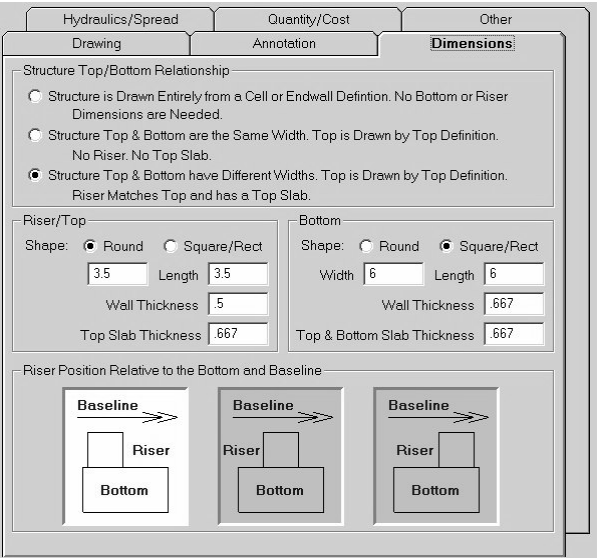 Hydraulics/Spread Quantity/Cost Other
Drawing Annotation Dimensions
Structure Top/Bottom Relationship
Structure is Drawn Entirely from a Cell or Endwall Defintion. No Bottom or Riser
Dimensions are Needed.
Structure Top & Bottom are the Same Width. Top is Drawn by Top Definition.
No Riser. No Top Slab.
Structure Top & Bottom have Different Widths. Top is Drawn by Top Definition.
Riser Matches Top and has a Top Slab.
Riser/Top
Shape: Round Square/Rect
3.5 Length 3.5
Wall Thickness .5
Top Slab Thickness .667
Bottom
Shape: Round Square/Rect
Width 6 Length 6
Wall Thickness .667
Top & Bottom Slab Thickness .667
Riser Position Relative to the Bottom and Baseline
Baseline
Riser
Bottom
Baseline
Riser
Bottom
Baseline
Riser
Bottom